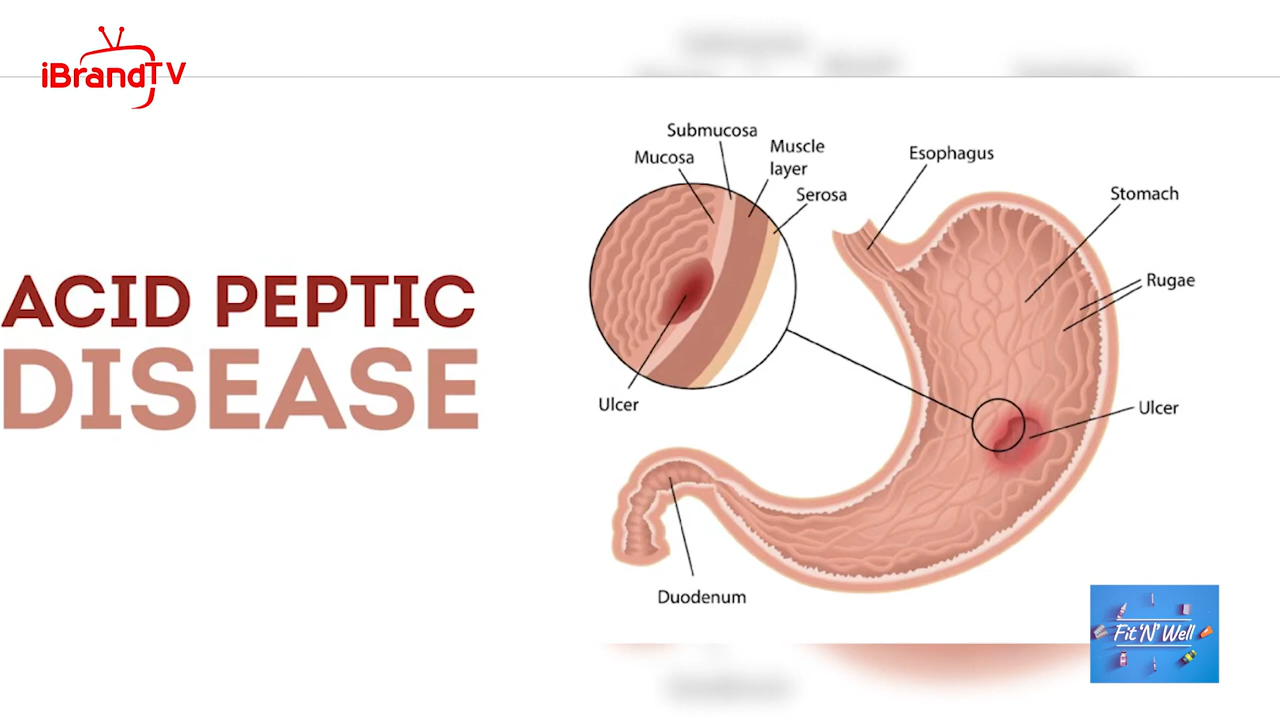 iBrandTV
ACID PEPTIC
DISEASE
Submucosa
Mucosa
Muscle
layer
Serosa
Esophagus
Stomach
Rugae
Ulcer
Ulcer
Duodenum
Fit 'N' Well